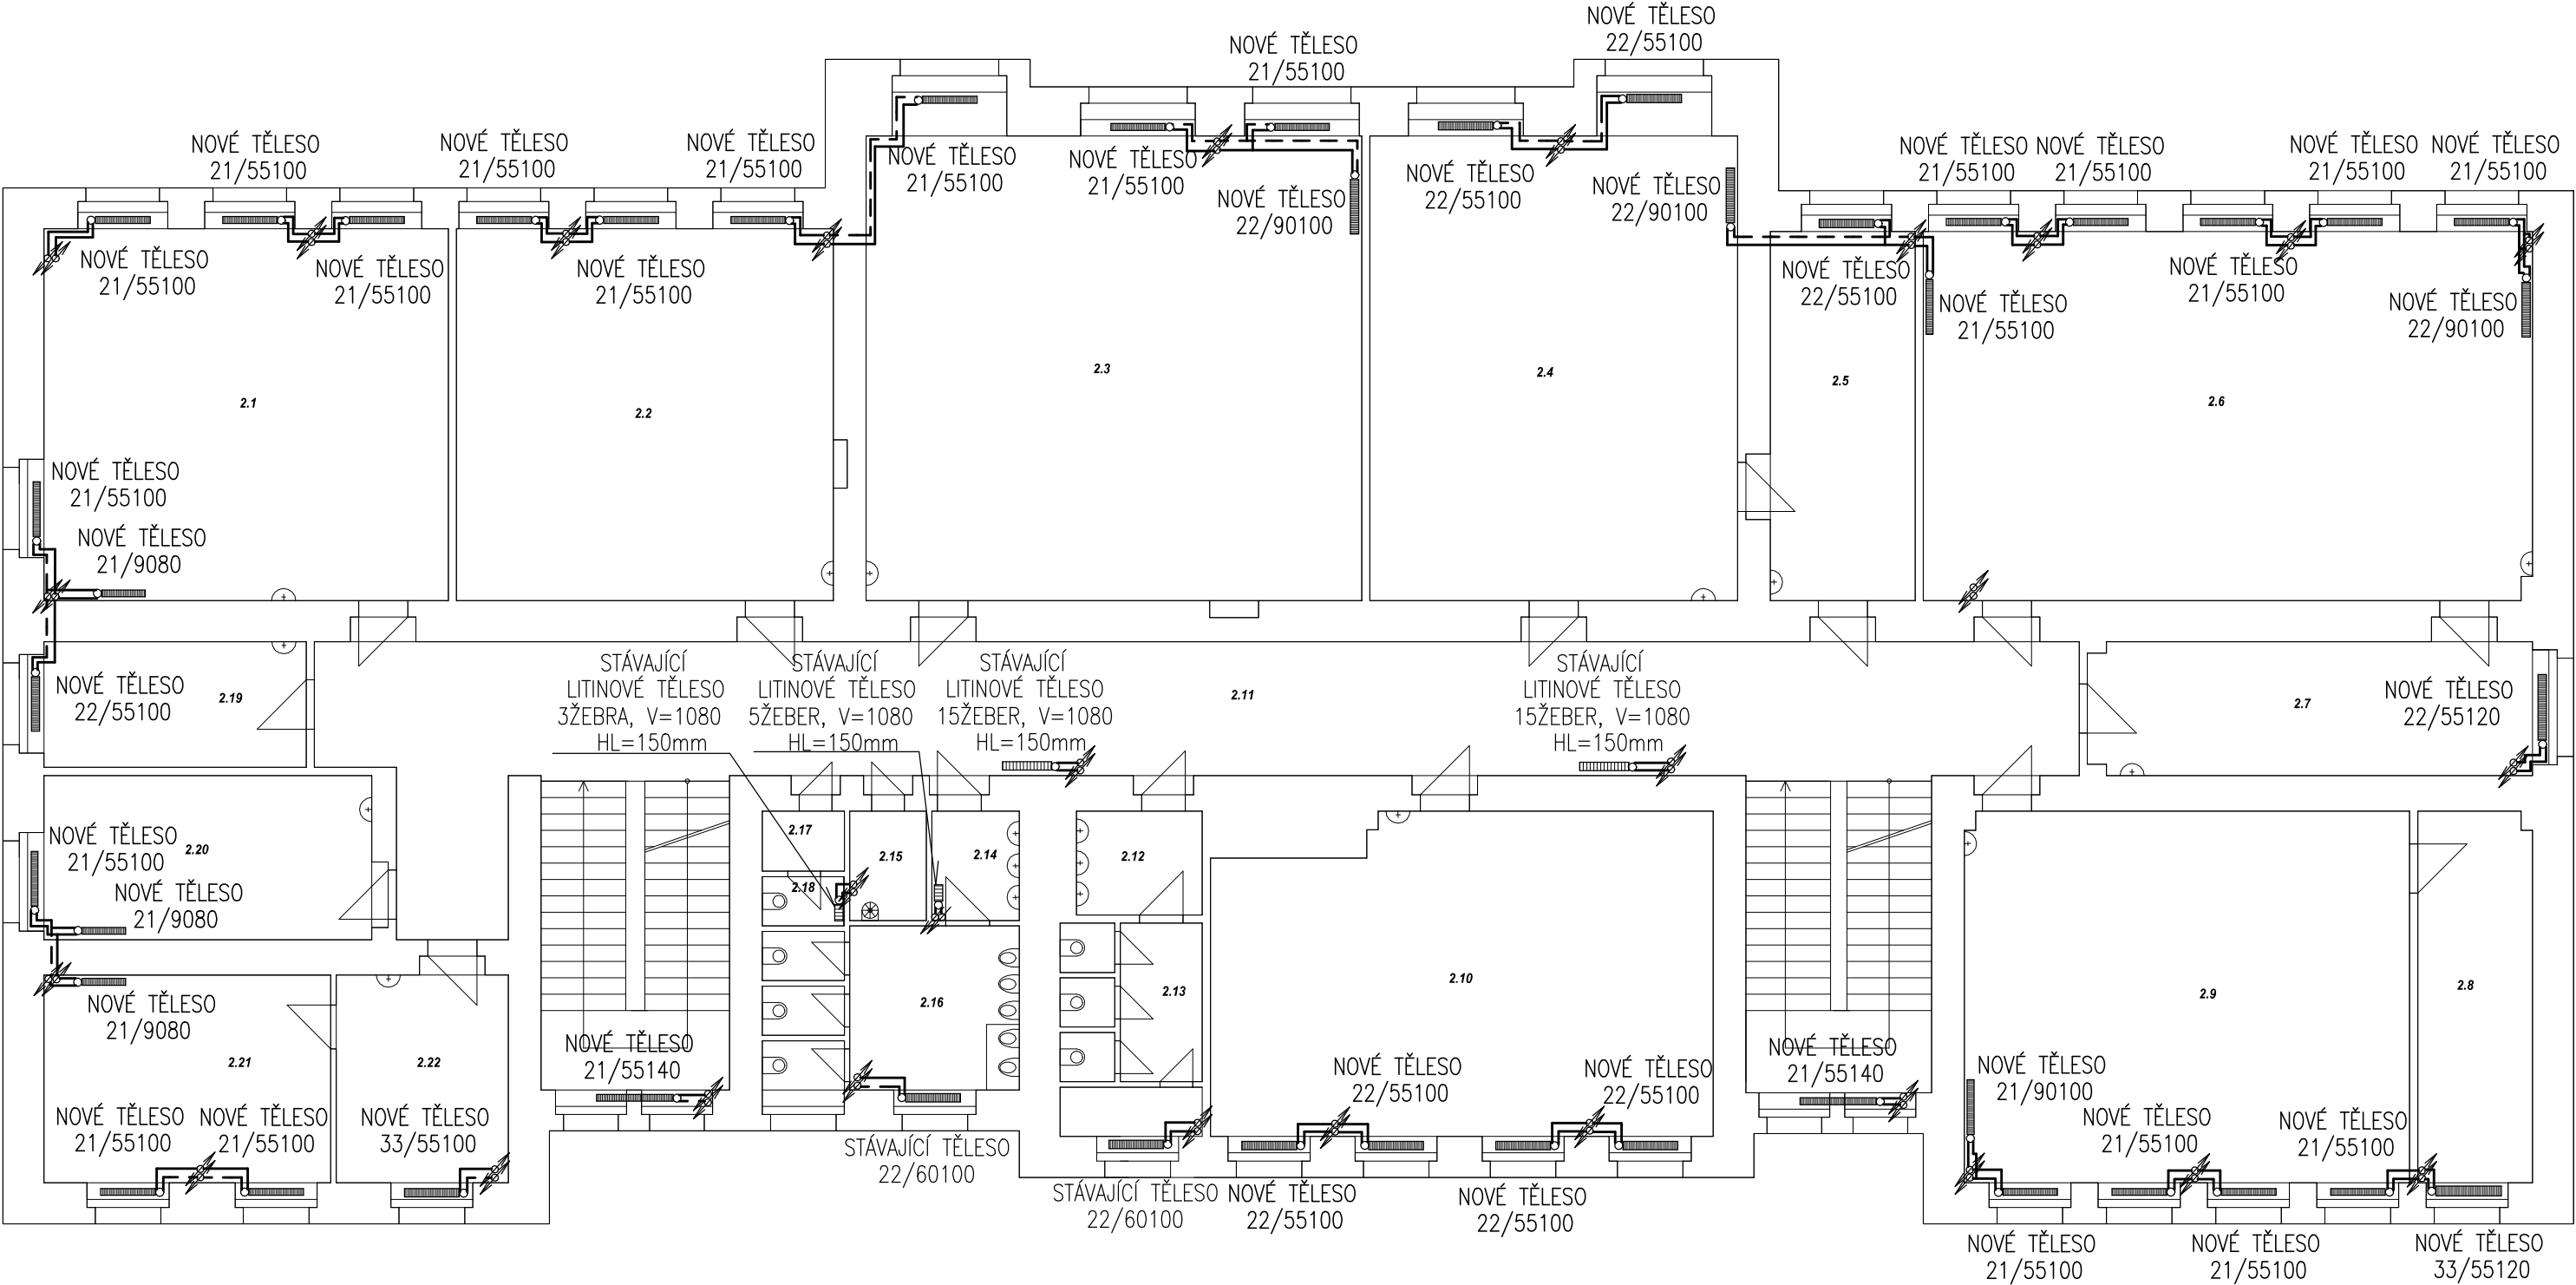 NOVÉ TĚLESO
22/55100
NOVÉ TĚLESO
21/55100
NOVÉ TĚLESO
21/55100
NOVÉ TĚLESO
21/55100
NOVÉ TĚLESO
21/55100
NOVÉ TĚLESO
21/55100
NOVÉ TĚLESO
21/55100
NOVÉ TĚLESO
21/55100
NOVÉ TĚLESO
21/55100
NOVÉ TĚLESO
21/55100
NOVÉ TĚLESO
21/55100
NOVÉ TĚLESO
22/90100
NOVÉ TĚLESO
22/55100
NOVÉ TĚLESO
22/90100
NOVÉ TĚLESO
21/55100
NOVÉ TĚLESO
21/55100
NOVÉ TĚLESO
21/55100
NOVÉ TĚLESO
22/55100
NOVÉ TĚLESO
21/55100
NOVÉ TĚLESO
21/55100
NOVÉ TĚLESO
22/90100
2.1
2.2
2.3
2.4
2.5
2.6
NOVÉ TĚLESO
21/55100
NOVÉ TĚLESO
21/9080
NOVÉ TĚLESO
22/55100
2.19
STÁVAJÍCÍ
LITINOVÉ TĚLESO
3ŽEBRA, V=1080
HL=150mm
STÁVAJÍCÍ
LITINOVÉ TĚLESO
5ŽEBER, V=1080
HL=150mm
STÁVAJÍCÍ
LITINOVÉ TĚLESO
15ŽEBER, V=1080
HL=150mm
2.11
STÁVAJÍCÍ
LITINOVÉ TĚLESO
15ŽEBER, V=1080
HL=150mm
2.7
NOVÉ TĚLESO
22/55120
NOVÉ TĚLESO
21/55100
2.20
NOVÉ TĚLESO
21/9080
2.17
2.18
2.15
2.14
2.12
NOVÉ TĚLESO
21/9080
2.21
2.22
NOVÉ TĚLESO
21/55140
2.16
2.13
2.10
2.9
2.8
NOVÉ TĚLESO
21/55100
NOVÉ TĚLESO
21/55100
NOVÉ TĚLESO
33/55100
NOVÉ TĚLESO
22/55100
NOVÉ TĚLESO
22/55100
NOVÉ TĚLESO
21/55140
NOVÉ TĚLESO
21/90100
NOVÉ TĚLESO
21/55100
NOVÉ TĚLESO
21/55100
STÁVAJÍCÍ TĚLESO
22/60100
STÁVAJÍCÍ TĚLESO
22/60100
NOVÉ TĚLESO
22/55100
NOVÉ TĚLESO
22/55100
NOVÉ TĚLESO
21/55100
NOVÉ TĚLESO
21/55100
NOVÉ TĚLESO
33/55120